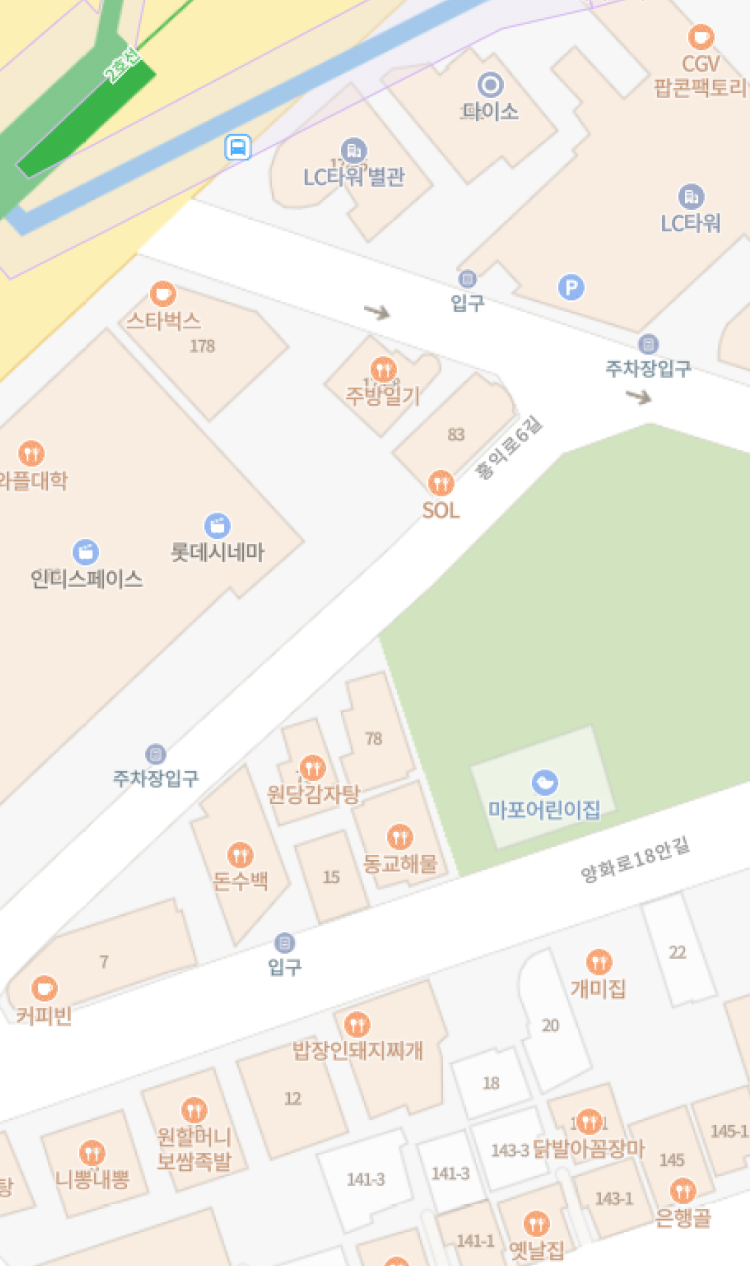 2호선
CGV
팝콘팩토리
다이소
LC타워 별관
LC타워
입구
P
스타벅스
178
주차장입구
주방일기
83
홍익로6길
와플대학
SOL
롯데시네마
인디스페이스
78
주차장입구
원당감자탕
마포어린이집
동교해물
양화로18안길
돈수백
15
7
입구
22
개미집
커피빈
20
밥장인돼지찌개
18
12
원할머니
보쌈족발
143-3
닭발아꼼장마
145-1
145
니뽕내뽕
탕
141-3
141-3
143-1
은행골
141-1
옛날집